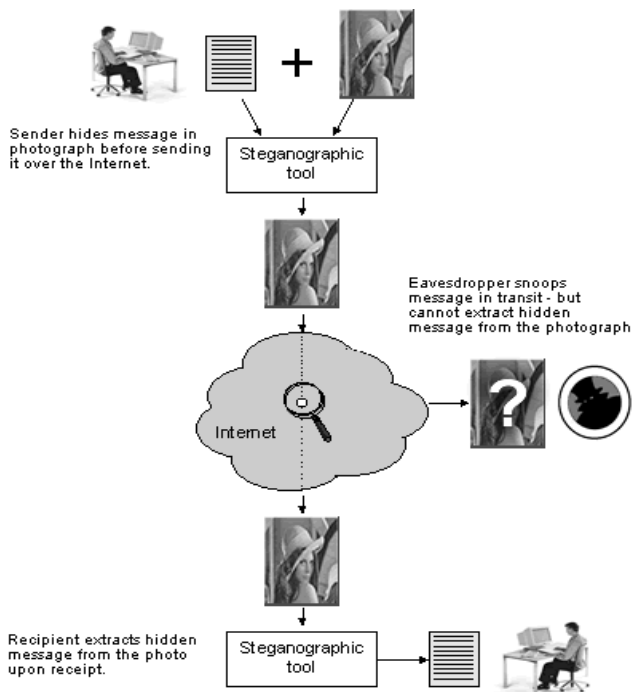 +
Sender hides message in
photograph before sending
it over the Internet.
Steganographic
tool
Eavesdropper snoops
message in transit - but
cannot extract hidden
message from the photograph
?
Internet
Recipient extracts hidden
message from the photo
upon receipt.
Steganographic
tool